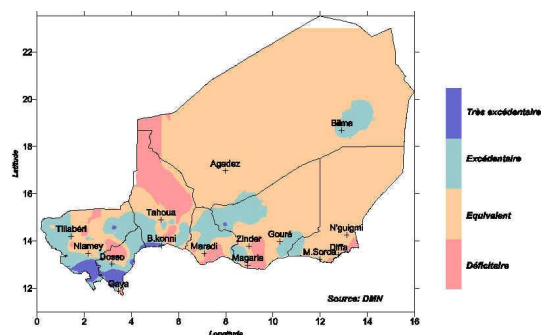 22
20
18
16
14
12
Latitude
0 2 4 6 8 10 12 14 16
Longitude
Bilma
Agadez
Tahoua
Tillabéri
Niamey
Dosso
Gaya
B.konni
Maradi
Zinder
Magaria
Gouré
N'guigmi
Diffa
M.Soroa
Source: DMN
Très excédentaire
Excédentaire
Equivalent
Déficitaire